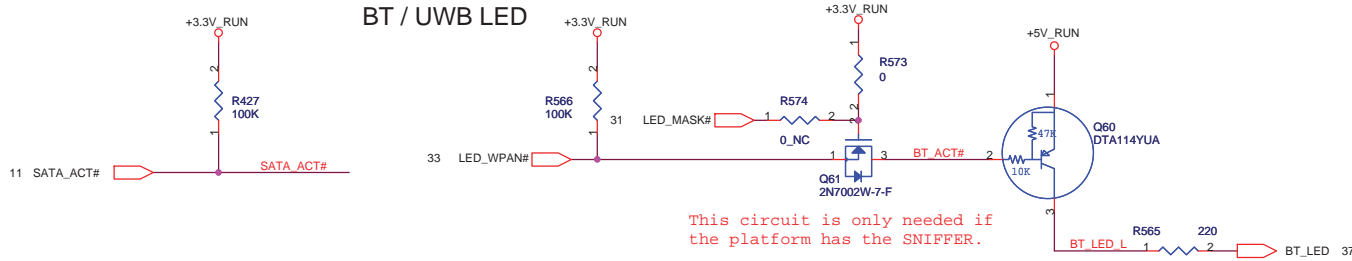 BT / UWB LED
+3.3V_RUN
+3.3V_RUN
+3.3V_RUN
+5V_RUN
2
R427
100K
1
11 SATA_ACT#
SATA_ACT#
2
R566
100K
31
1
33 LED_WPAN#
LED_MASK#
1
R574
2
0_NC
1
R573
0
2
2
1
3
Q61
2N7002W-7-F
BT_ACT#
2
1
Q60
DTA114YUA
47K
10K
3
This circuit is only needed if
the platform has the SNIFFER.
BT_LED_L
R565
1
220
2
BT_LED 37